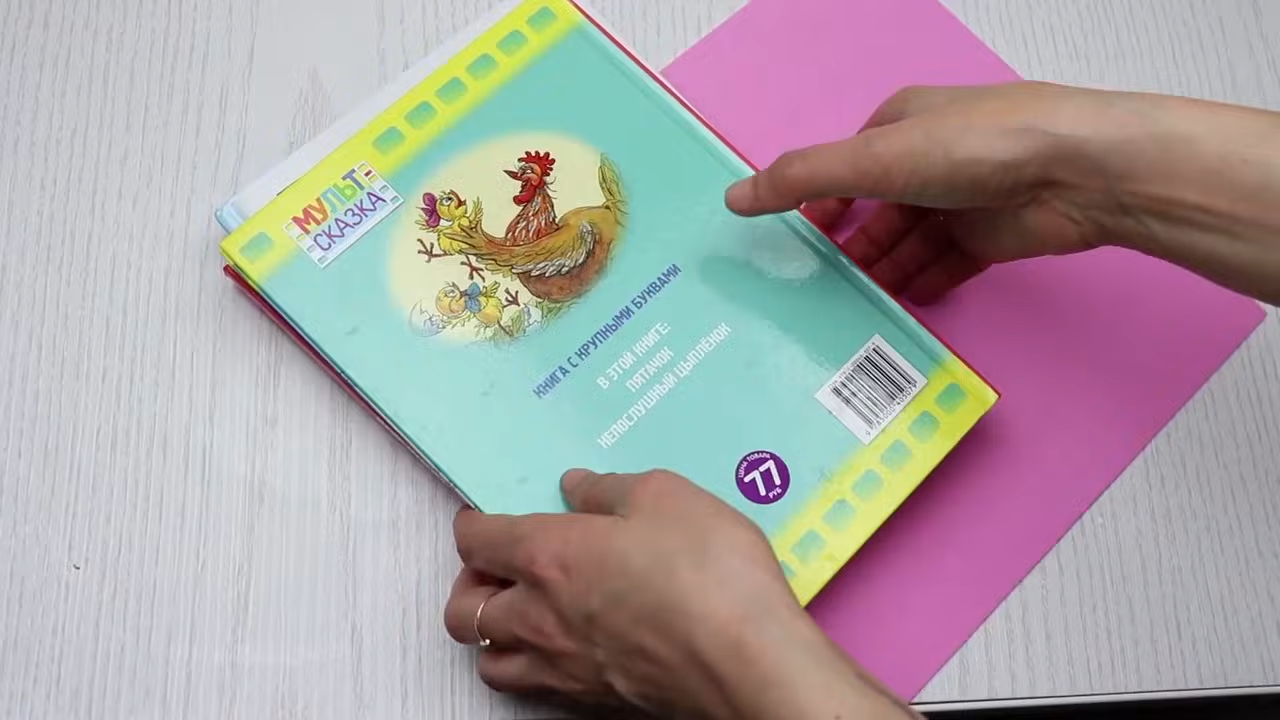 МУЛЬТ
СКАЗКА
КНИГА С КРУПНЫМИ БУКВАМИ
В ЭТОЙ КНИГЕ:
ПЯТАЧОК
НЕПОСЛУШНЫЙ ЦЫПЛЁНОК
ЦЕНА ТОВАРА
77
РУБ